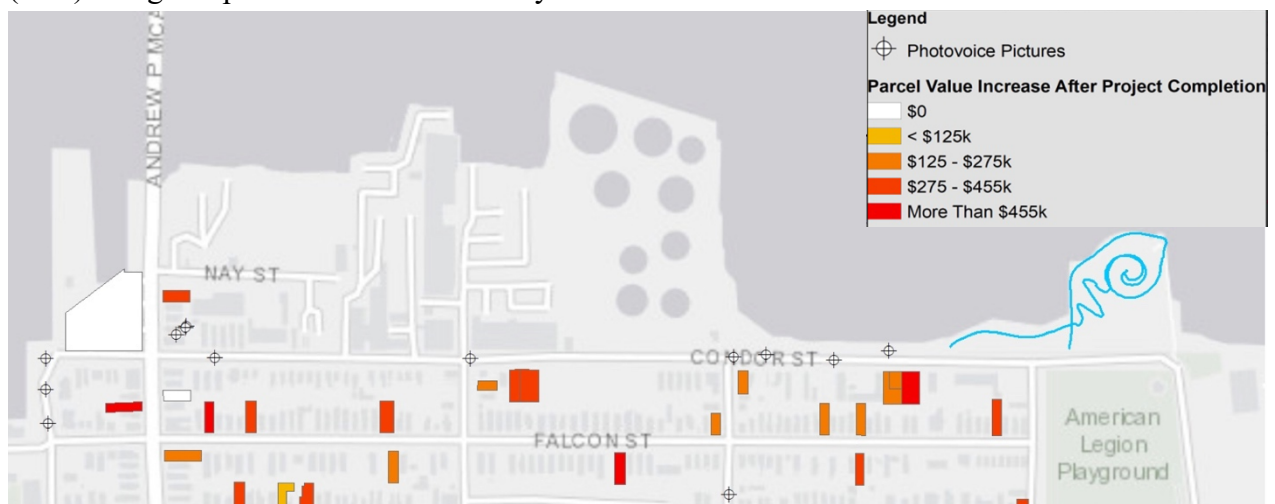 Legend
Photovoice Pictures
Parcel Value Increase After Project Completion
$0
< $125k
$125 - $275k
$275 - $455k
More Than $455k
ANDREW P MCA
NAY ST
CONDOR ST
FALCON ST
American
Legion
Playground